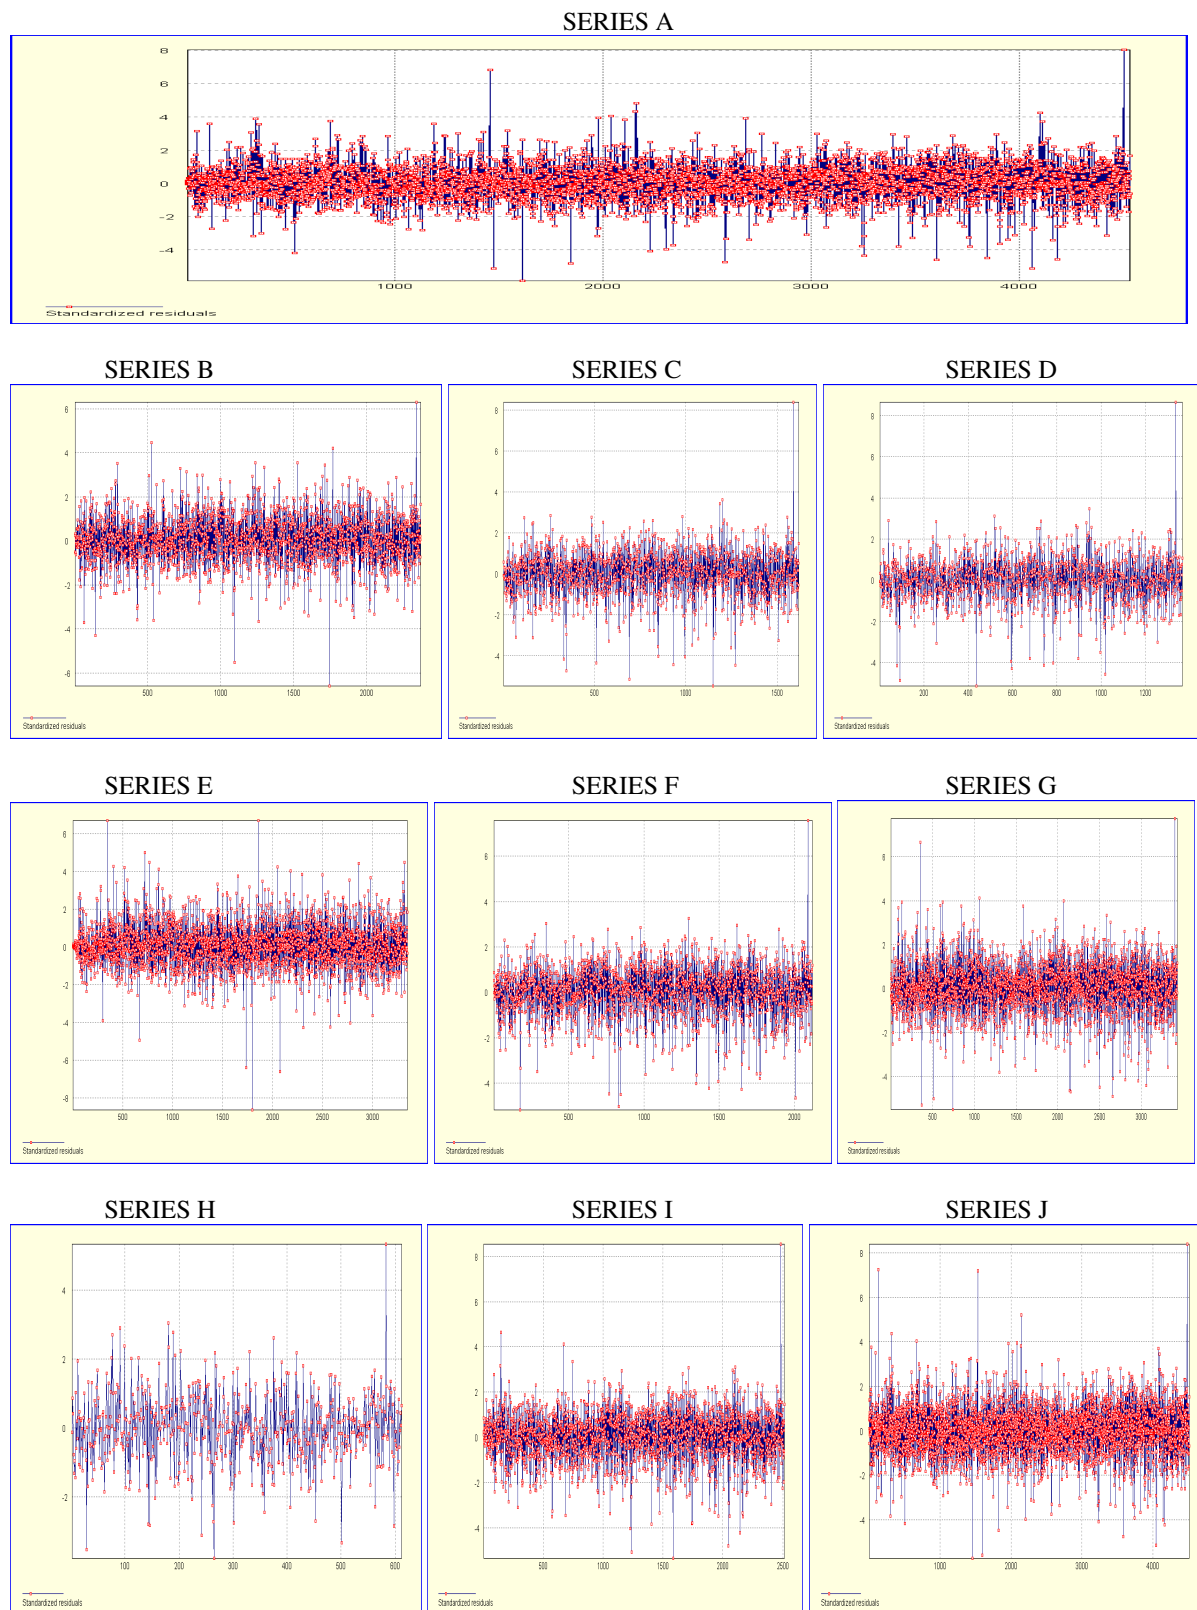 SERIES A
8
6
4
2
0
-2
-4
1000 2000 3000 4000
Standardized residuals
SERIES B SERIES C SERIES D
6
4
2
0
-2
-4
-6
500 1000 1500 2000
Standardized residuals
8
6
4
2
0
-2
-4
500 1000 1500
Standardized residuals
8
6
4
2
0
-2
-4
200 400 600 800 1000 1200
Standardized residuals
SERIES E SERIES F SERIES G
6
4
2
0
-2
-4
-6
-8
500 1000 1500 2000 2500 3000
Standardized residuals
6
4
2
0
-2
-4
500 1000 1500 2000
Standardized residuals
6
4
2
0
-2
-4
500 1000 1500 2000 2500 3000
Standardized residuals
SERIES H SERIES I SERIES J
4
2
0
-2
100 200 300 400 500 600
Standardized residuals
8
6
4
2
0
-2
-4
500 1000 1500 2000 2500
Standardized residuals
8
6
4
2
0
-2
-4
1000 2000 3000 4000
Standardized residuals